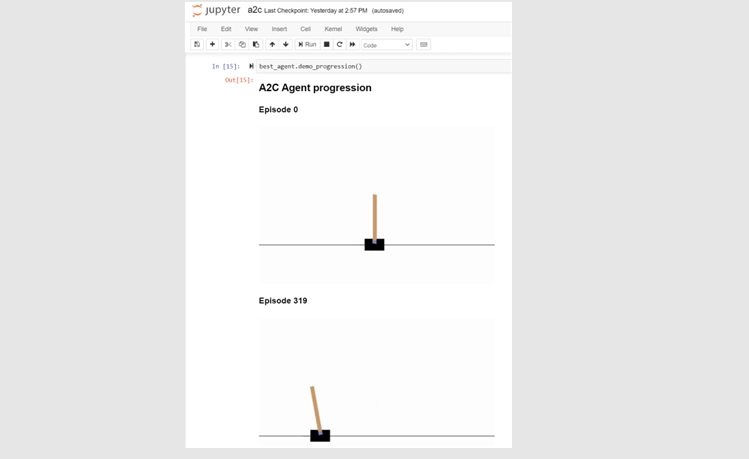 jupyter a2c Last Checkpoint: Yesterday at 2:57 PM (autosaved)
File Edit View Insert Cell Kernel Widgets Help
Run Code
In [15]: best_agent.demo_progression()
Out[15]:
A2C Agent progression
Episode 0
Episode 319